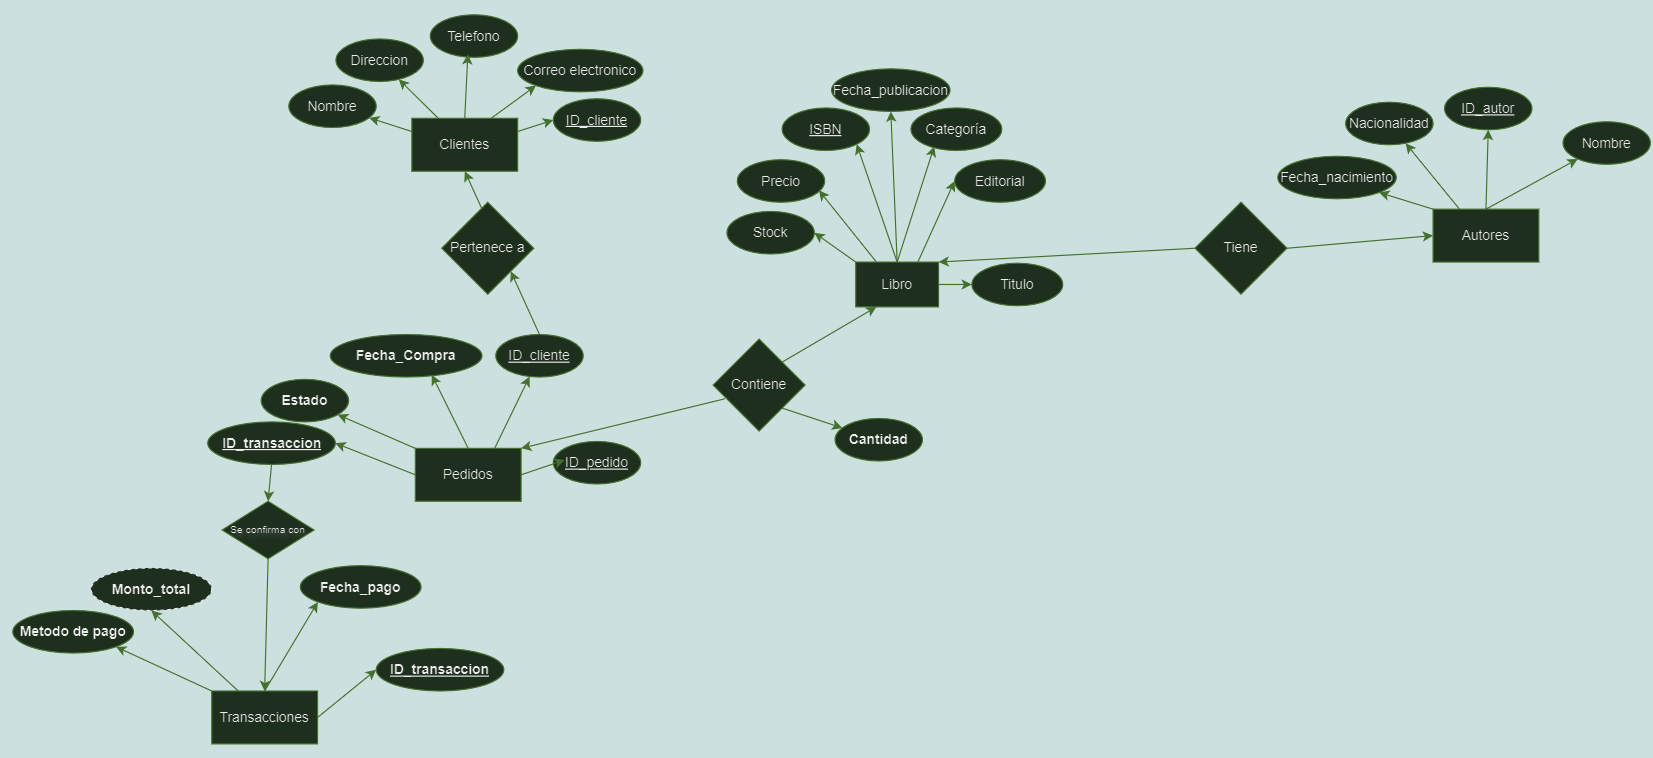 Telefono
Direccion
Correo electronico
Nombre
ID_cliente
Clientes
Pertenece a
Fecha_publicacion
ISBN
Categoría
Precio
Editorial
Stock
Libro
Titulo
ID_autor
Nacionalidad
Nombre
Fecha_nacimiento
Autores
Tiene
Fecha_Compra
ID_cliente
Estado
ID_transaccion
Pedidos
ID_pedido
Contiene
Cantidad
Se confirma con
Monto_total
Fecha_pago
Metodo de pago
ID_transaccion
Transacciones